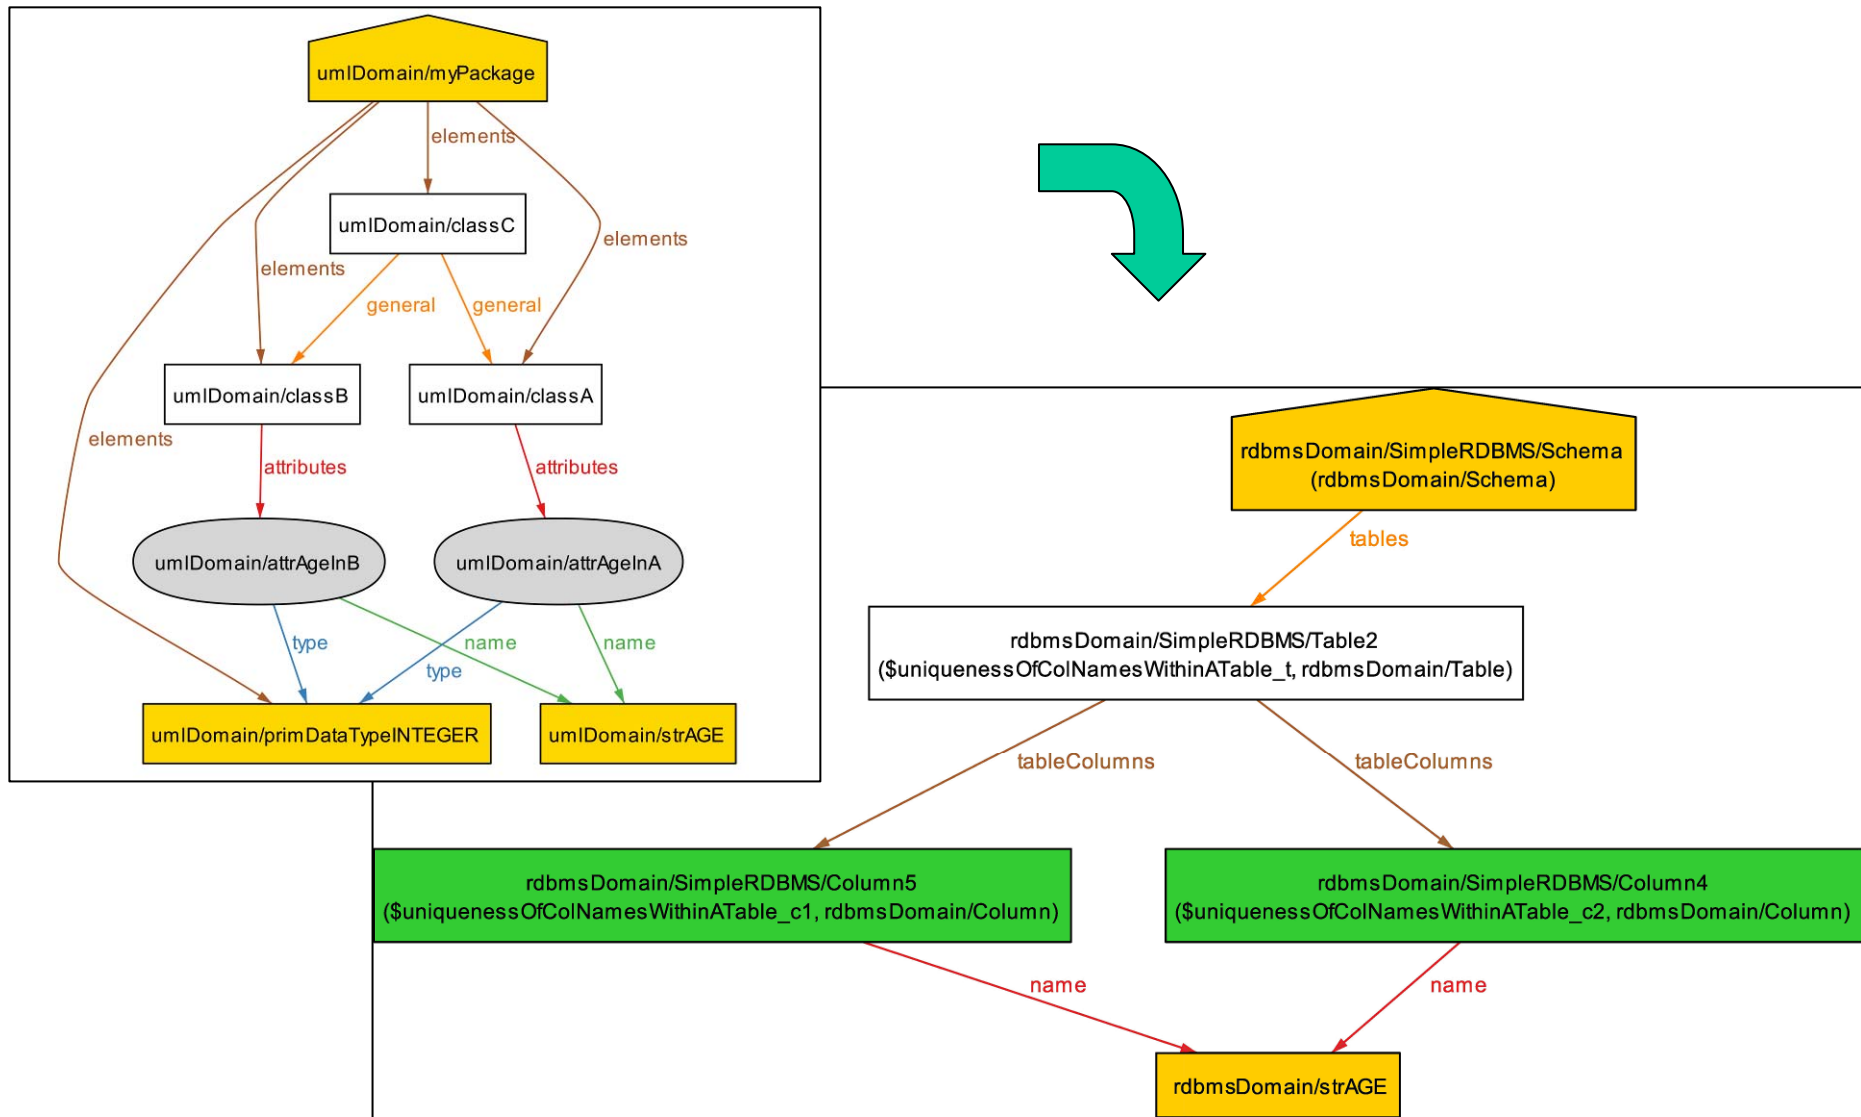 umlDomain/myPackage
elements
umlDomain/classC
elements
elements
general
general
umlDomain/classB
umlDomain/classA
elements
attributes
attributes
umlDomain/attrAgeInB
umlDomain/attrAgeInA
type
name
name
type
umlDomain/primDataTypeINTEGER
umlDomain/strAGE
rdbmsDomain/SimpleRDBMS/Schema
(rdbmsDomain/Schema)
tables
rdbmsDomain/SimpleRDBMS/Table2
($uniquenessOfColNamesWithinATable_t, rdbmsDomain/Table)
tableColumns
tableColumns
rdbmsDomain/SimpleRDBMS/Column5
($uniquenessOfColNamesWithinATable_c1, rdbmsDomain/Column)
rdbmsDomain/SimpleRDBMS/Column4
($uniquenessOfColNamesWithinATable_c2, rdbmsDomain/Column)
name
name
rdbmsDomain/strAGE